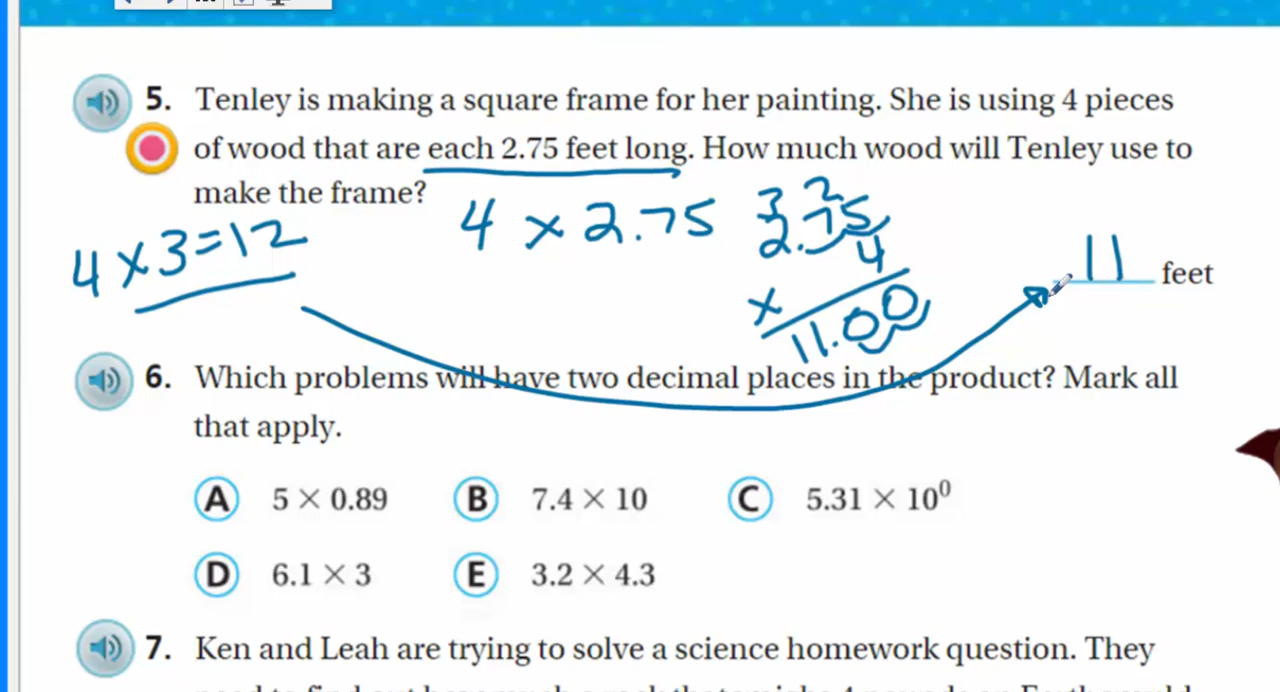 5. Tenley is making a square frame for her painting. She is using 4 pieces
of wood that are each 2.75 feet long. How much wood will Tenley use to
make the frame?
4 × 3 = 12
4 × 2.75
3 2
2.75
× 4
11.00
11 feet
6. Which problems will have two decimal places in the product? Mark all
that apply.
A 5 × 0.89 B 7.4 × 10 C 5.31 × 10⁰
D 6.1 × 3 E 3.2 × 4.3
7. Ken and Leah are trying to solve a science homework question. They